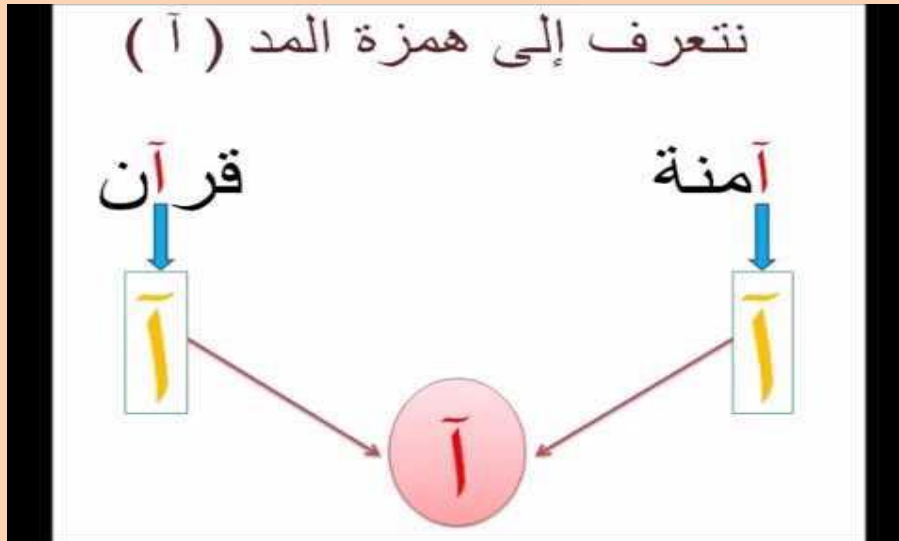 نتعرف إلى همزة المد ( آ )
آمنة قرآن
آ آ
آ